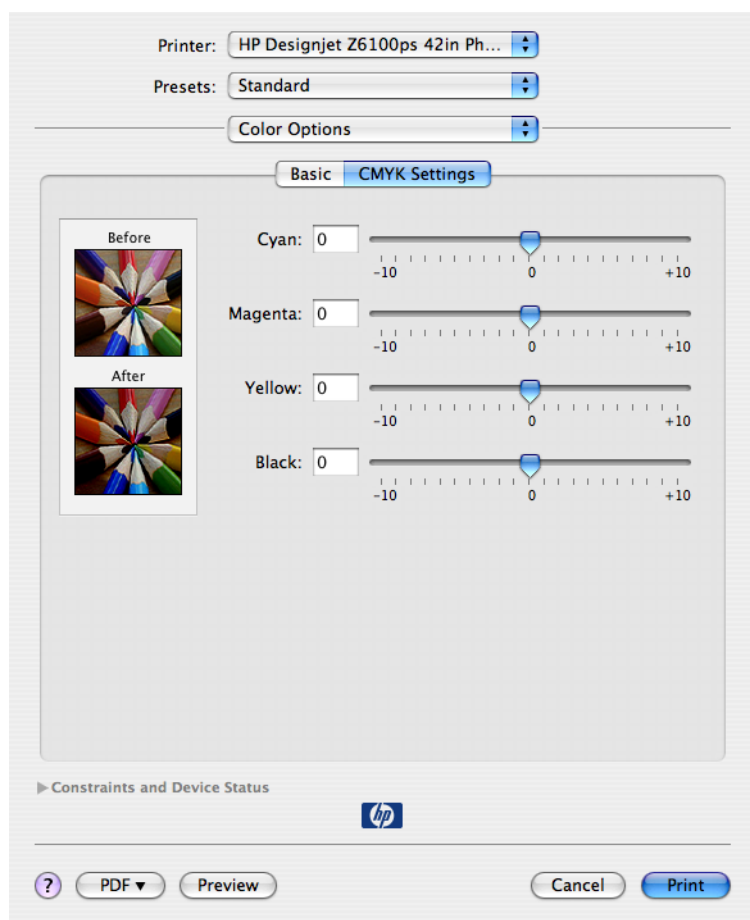 Printer: HP Designjet Z6100ps 42in Ph...
Presets: Standard
Color Options
Basic CMYK Settings
Before
Cyan: 0
-10 0 +10
Magenta: 0
-10 0 +10
After
Yellow: 0
-10 0 +10
Black: 0
-10 0 +10
Constraints and Device Status
hp
? PDF▼ Preview Cancel Print